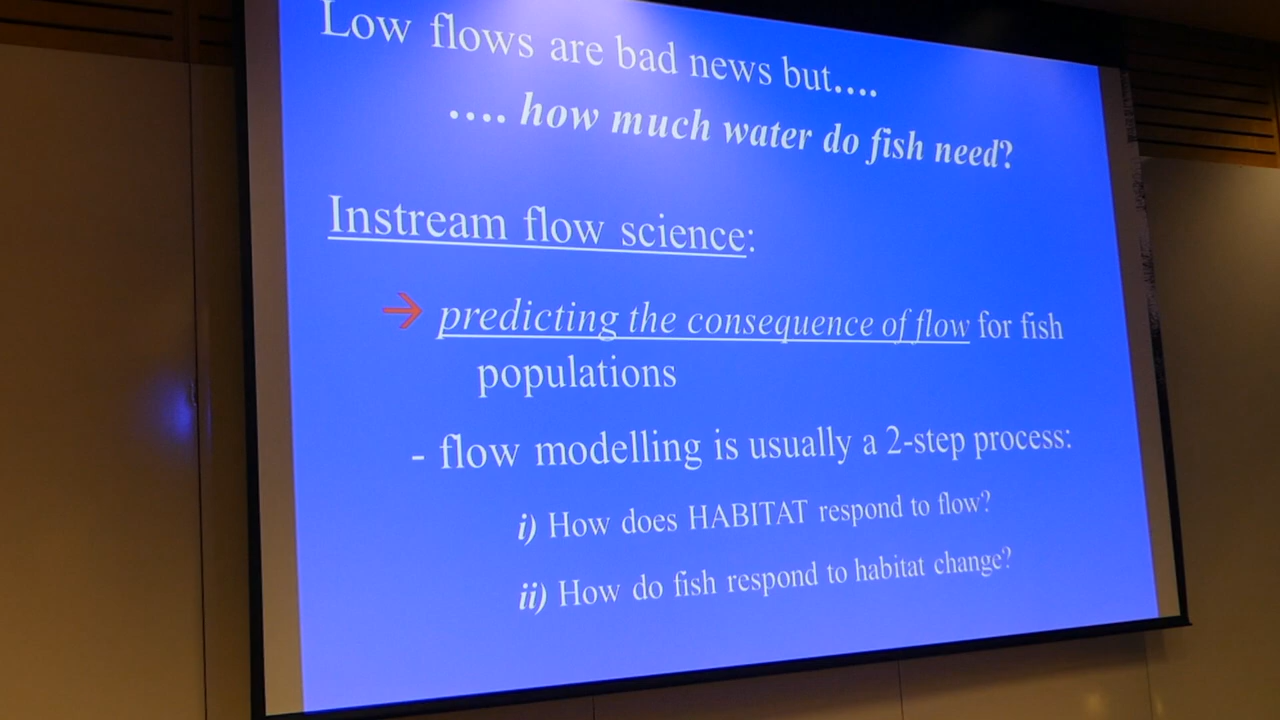 Low flows are bad news but....
.... how much water do fish need?
Instream flow science:
→ predicting the consequence of flow for fish
populations
- flow modelling is usually a 2-step process:
i) How does HABITAT respond to flow?
ii) How do fish respond to habitat change?